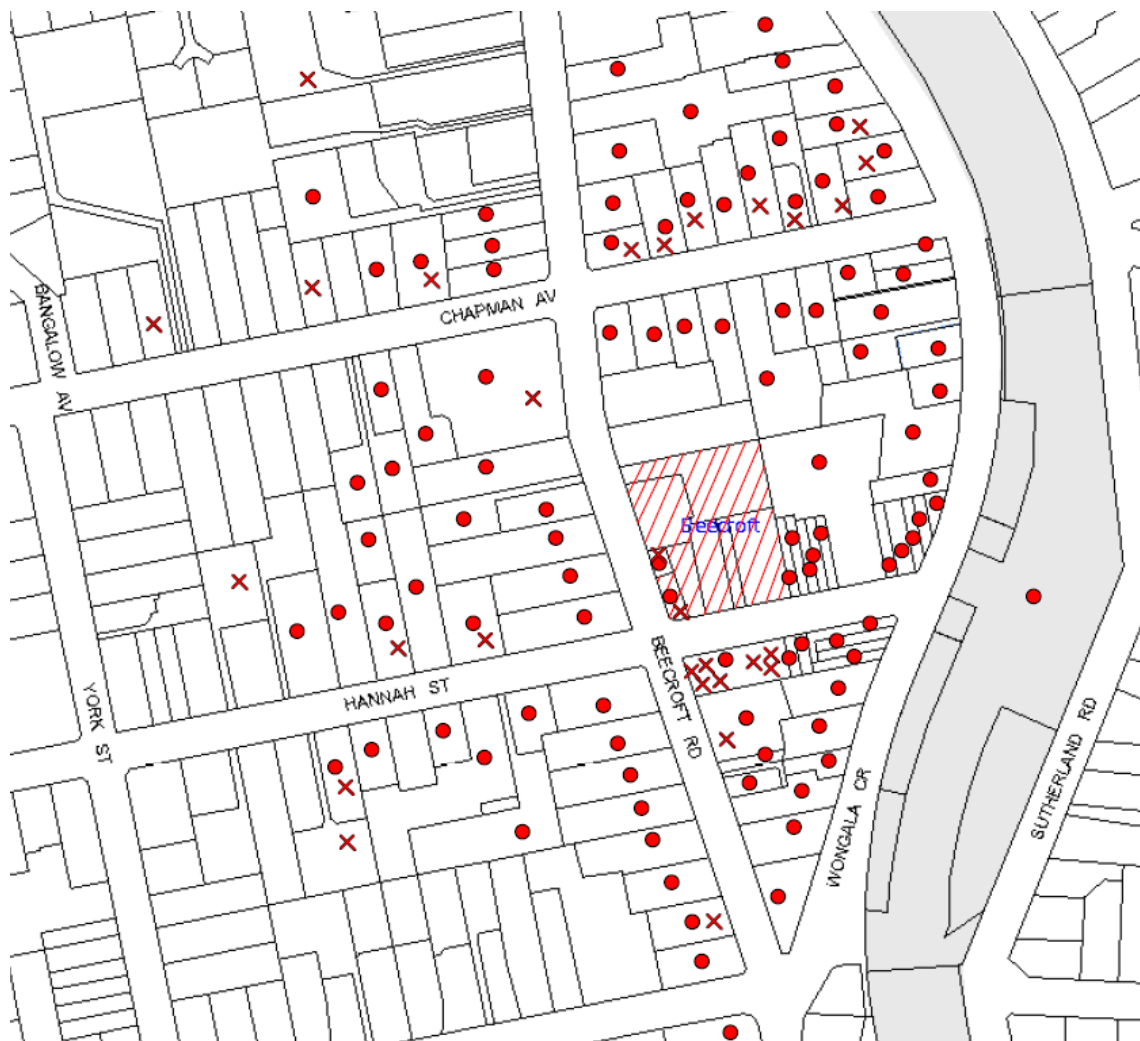 CHAPMAN AV
BANGALOW AV
Beecroft
HANNAH ST
BEECROFT RD
YORK ST
SUTHERLAND RD
WONGALA CR